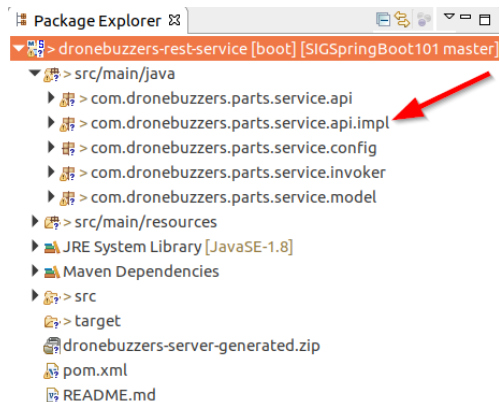 Package Explorer
> dronebuzzers-rest-service [boot] [SIGSpringBoot101 master]
> src/main/java
> com.dronebuzzers.parts.service.api
> com.dronebuzzers.parts.service.api.impl
> com.dronebuzzers.parts.service.config
> com.dronebuzzers.parts.service.invoker
> com.dronebuzzers.parts.service.model
> src/main/resources
JRE System Library [JavaSE-1.8]
Maven Dependencies
> src
> target
dronebuzzers-server-generated.zip
pom.xml
README.md